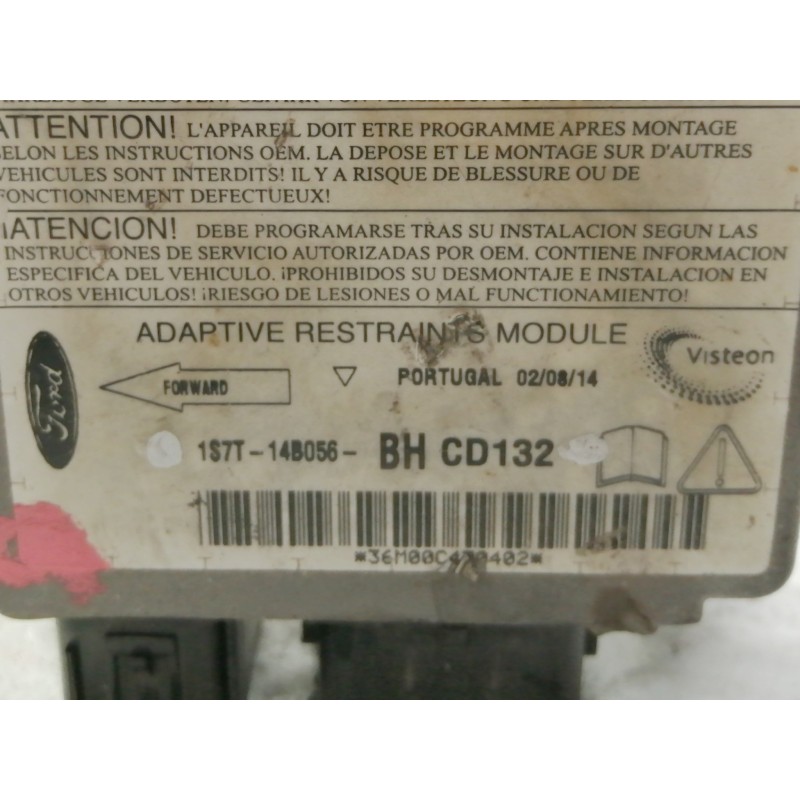 ATTENTION! L'APPAREIL DOIT ETRE PROGRAMME APRES MONTAGE
SELON LES INSTRUCTIONS OEM. LA DEPOSE ET LE MONTAGE SUR D'AUTRES
VEHICULES SONT INTERDITS! IL Y A RISQUE DE BLESSURE OU DE
FONCTIONNEMENT DEFECTUEUX!
¡ATENCION! DEBE PROGRAMARSE TRAS SU INSTALACION SEGUN LAS
INSTRUCCIONES DE SERVICIO AUTORIZADAS POR OEM. CONTIENE INFORMACION
ESPECIFICA DEL VEHICULO. ¡PROHIBIDOS SU DESMONTAJE E INSTALACION EN
OTROS VEHICULOS! ¡RIESGO DE LESIONES O MAL FUNCIONAMIENTO!
ADAPTIVE RESTRAINTS MODULE
Ford
FORWARD
PORTUGAL 02/08/14
Visteon
1S7T-14B056- BH CD132